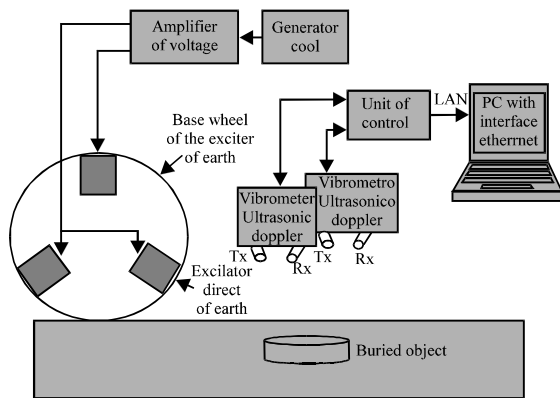 Amplifier
of voltage
Generator
cool
Base wheel
of the exciter
of earth
Unit of
control
LAN
PC with
interface
etherrnet
Vibrometer
Ultrasonic
doppler
Vibrometro
Ultrasonico
doppler
Tx
Rx
Tx
Rx
Excilator
direct
of earth
Buried object